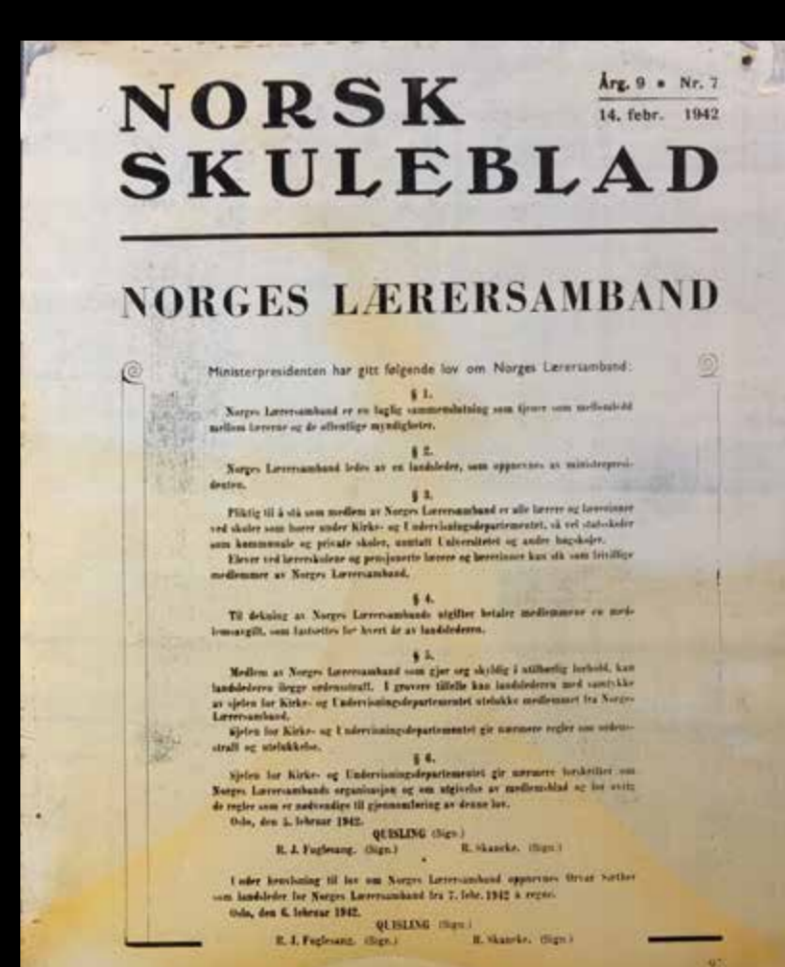 NORSK
SKULEBLAD
Årg. 9 • Nr. 7
14. febr. 1942
NORGES LÆRERSAMBAND
Ministerpresidenten har gitt følgende lov om Norges Lærersamband:
§ 1.
Norges Lærersamband er en faglig sammenslutning som tjener som mellomledd
mellem lærerne og de offentlige myndigheter.
§ 2.
Norges Lærersamband ledes av en landsleder, som oppnevnes av ministerpresi-
denten.
§ 3.
Pliktig til å stå som medlem av Norges Lærersamband er alle lærere og lærerinner
ved skoler som hører under Kirke- og Undervisningsdepartementet, så vel statsskoler
som kommunale og private skoler, unntatt Universitetet og andre høgskoler.
Elever ved lærerskolene og pensjonerte lærere og lærerinner kan stå som frivillige
medlemmer av Norges Lærersamband.
§ 4.
Til dekning av Norges Lærersambands utgifter betaler medlemmene en med-
lemsavgift, som fastsettes for hvert år av landslederen.
§ 5.
Medlem av Norges Lærersamband som gjør seg skyldig i utilbørlig forhold, kan
landslederen ilegge ordensstraff. I grovere tilfelle kan landslederen med samtykke
av sjefen for Kirke- og Undervisningsdepartementet utelukke medlemmet fra Norges
Lærersamband.
Sjefen for Kirke- og Undervisningsdepartementet gir nærmere regler om ordens-
straff og utelukkelse.
§ 6.
Sjefen for Kirke- og Undervisningsdepartementet gir nærmere forskrifter om
Norges Lærersambands organisasjon og om utgivelse av medlemsblad og for øvrig
de regler som er nødvendige til gjennomføring av denne lov.
Oslo, den 5. februar 1942.
QUISLING (Sign.)
R. J. Fuglesang. (Sign.) R. Skancke. (Sign.)
Under henvisning til lov om Norges Lærersamband oppnevnes Orvar Sæther
som landsleder for Norges Lærersamband fra 7. febr. 1942 å regne.
Oslo, den 6. februar 1942.
QUISLING (Sign.)
R. J. Fuglesang. (Sign.) R. Skancke. (Sign.)